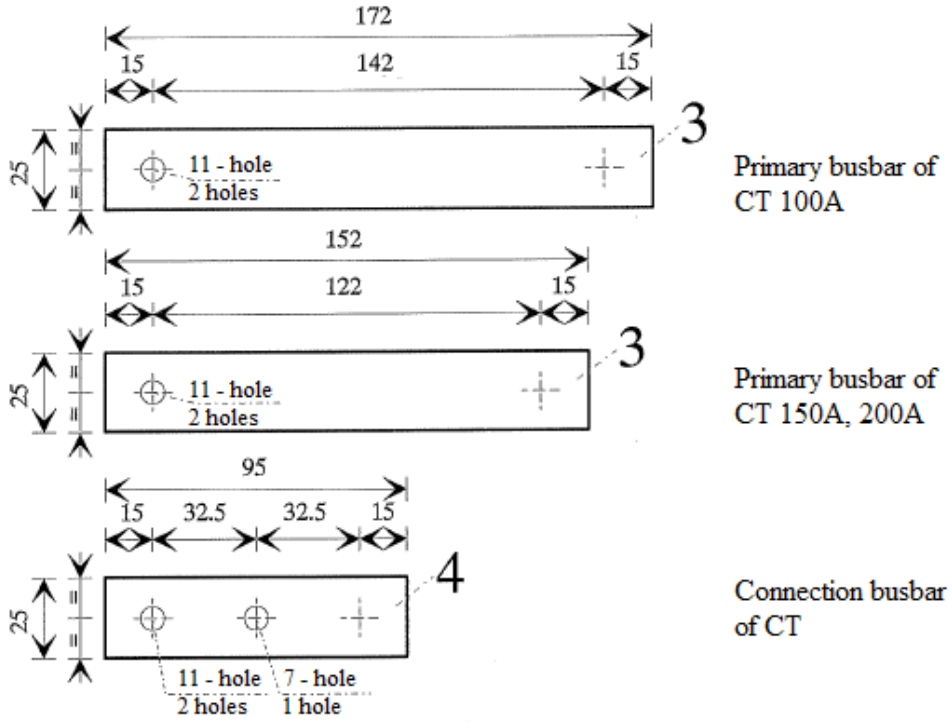 172
15 142 15
25
=
=
11 - hole
2 holes
3
Primary busbar of
CT 100A
152
15 122 15
25
=
=
11 - hole
2 holes
3
Primary busbar of
CT 150A, 200A
95
15 32.5 32.5 15
25
=
=
4
11 - hole
2 holes
7 - hole
1 hole
Connection busbar
of CT